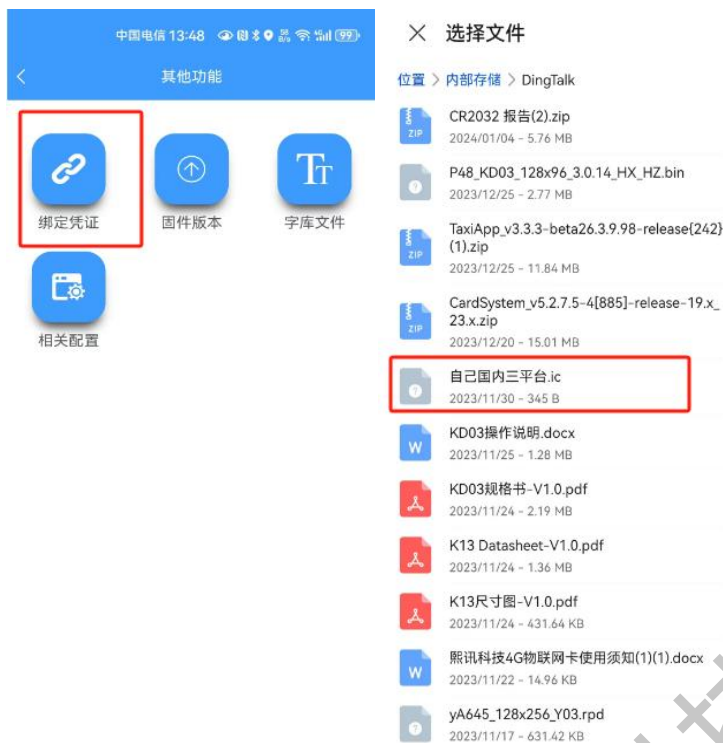 中国电信 13:48
99
其他功能
绑定凭证
固件版本
字库文件
相关配置
选择文件
位置 > 内部存储 > DingTalk
ZIP
CR2032 报告(2).zip
2024/01/04 - 5.76 MB
P48_KD03_128x96_3.0.14_HX_HZ.bin
2023/12/25 - 2.77 MB
ZIP
TaxiApp_v3.3.3-beta26.3.9.98-release{242}
(1).zip
2023/12/25 - 11.84 MB
ZIP
CardSystem_v5.2.7.5-4[885]-release-19.x_
23.x.zip
2023/12/20 - 15.01 MB
自己国内三平台.ic
2023/11/30 - 345 B
W
KD03操作说明.docx
2023/11/25 - 1.28 MB
KD03规格书-V1.0.pdf
2023/11/24 - 2.19 MB
K13 Datasheet-V1.0.pdf
2023/11/24 - 1.36 MB
K13尺寸图-V1.0.pdf
2023/11/24 - 431.64 KB
W
熙讯科技4G物联网卡使用须知(1)(1).docx
2023/11/22 - 14.96 KB
yA645_128x256_Y03.rpd
2023/11/17 - 631.42 KB